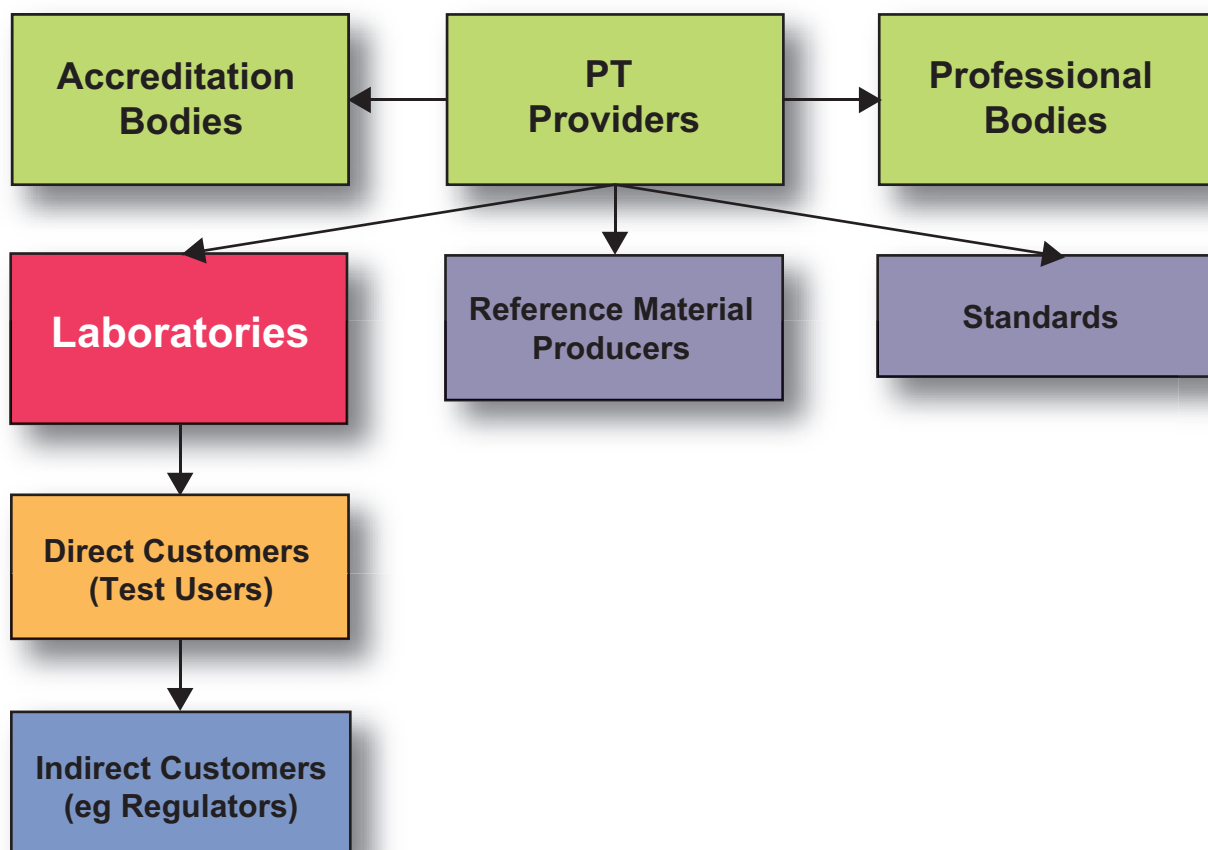 Accreditation
Bodies
PT
Providers
Professional
Bodies
Laboratories
Reference Material
Producers
Standards
Direct Customers
(Test Users)
Indirect Customers
(eg Regulators)